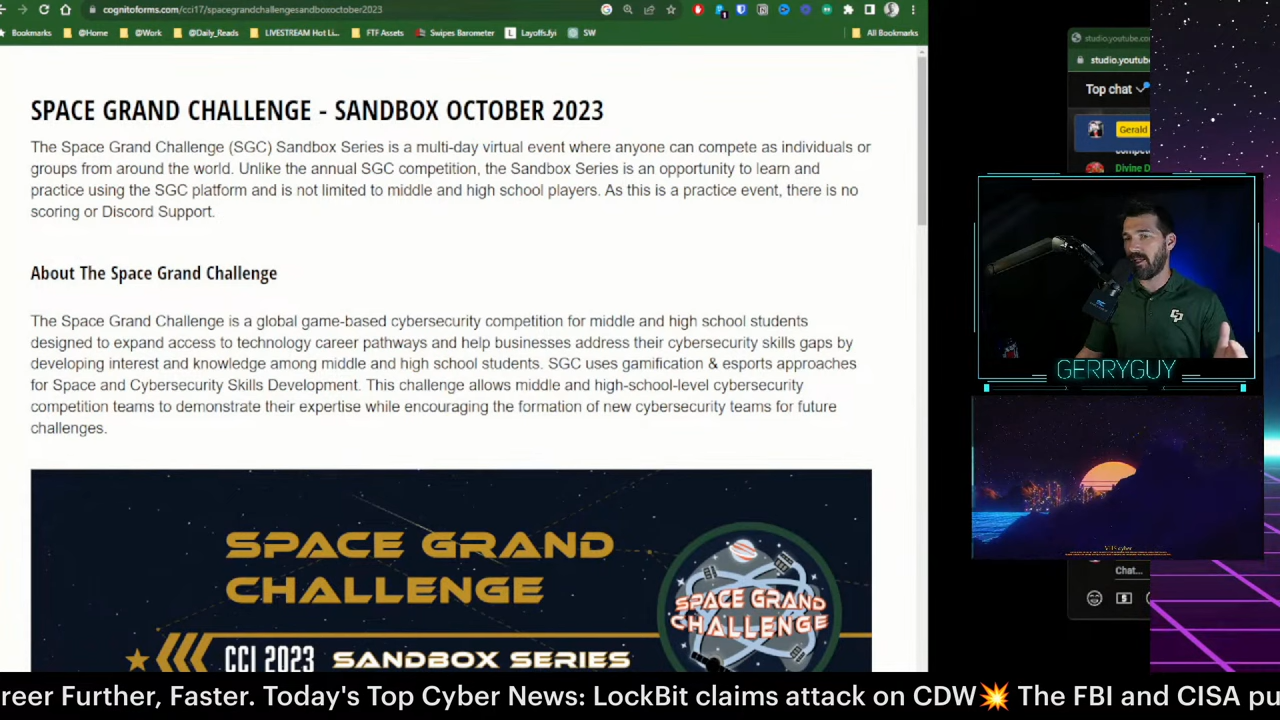 cognitoforms.com/cci17/spacegrandchallengesandboxoctober2023
Bookmarks @Home @Work @Daily_Reads LIVESTREAM Hot Li... FTF Assets Swipes Barometer Layoffs.fyi SW All Bookmarks
SPACE GRAND CHALLENGE - SANDBOX OCTOBER 2023
The Space Grand Challenge (SGC) Sandbox Series is a multi-day virtual event where anyone can compete as individuals or
groups from around the world. Unlike the annual SGC competition, the Sandbox Series is an opportunity to learn and
practice using the SGC platform and is not limited to middle and high school players. As this is a practice event, there is no
scoring or Discord Support.
About The Space Grand Challenge
The Space Grand Challenge is a global game-based cybersecurity competition for middle and high school students
designed to expand access to technology career pathways and help businesses address their cybersecurity skills gaps by
developing interest and knowledge among middle and high school students. SGC uses gamification & esports approaches
for Space and Cybersecurity Skills Development. This challenge allows middle and high-school-level cybersecurity
competition teams to demonstrate their expertise while encouraging the formation of new cybersecurity teams for future
challenges.
SPACE GRAND
CHALLENGE
CCI 2023 SANDBOX SERIES
SPACE GRAND
CHALLENGE
studio.youtube.co
studio.youtub
Top chat
Gerald
Divine D
GERRYGUY
Chat...
reer Further, Faster. Today's Top Cyber News: LockBit claims attack on CDW💥 The FBI and CISA pu